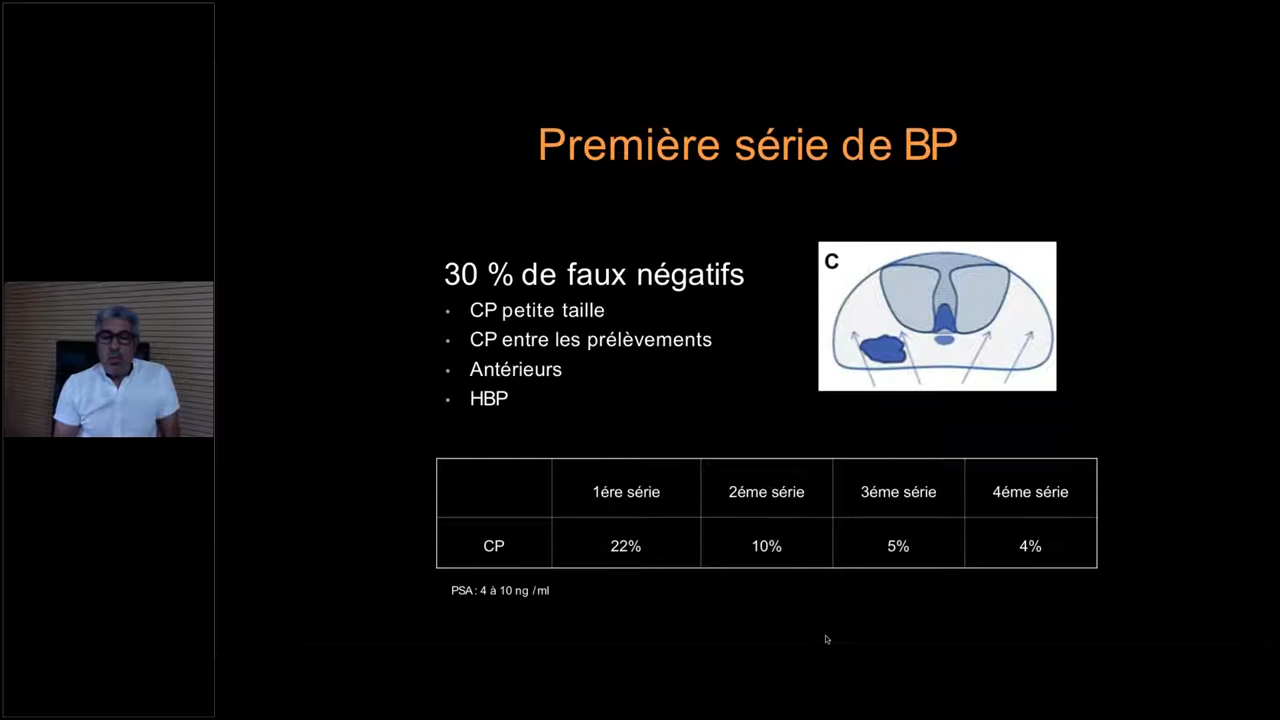 Première série de BP
30 % de faux négatifs
CP petite taille
CP entre les prélèvements
Antérieurs
HBP
C
1ére série 2éme série 3éme série 4éme série
CP 22% 10% 5% 4%
PSA : 4 à 10 ng /ml